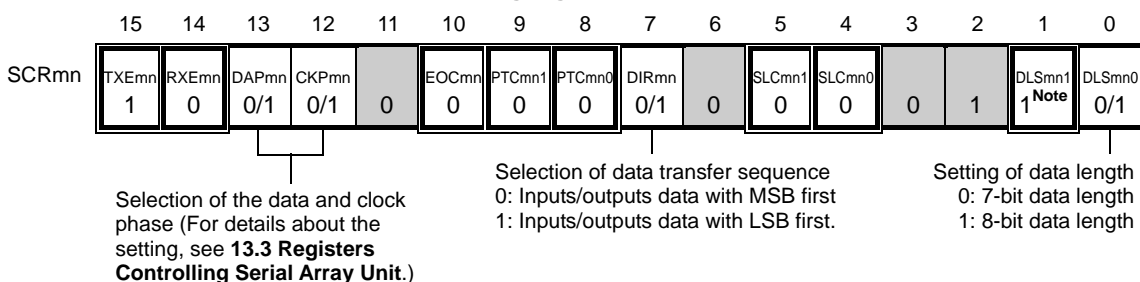 15 14 13 12 11 10 9 8 7 6 5 4 3 2 1 0
SCRmn TXEmn RXEmn DAPmn CKPmn EOCmn PTCmn1 PTCmn0 DIRmn SLCmn1 SLCmn0 DLSmn1 DLSmn0
1 0 0/1 0/1 0 0 0 0 0/1 0 0 0 0 1 1 Note 0/1
Selection of the data and clock
phase (For details about the
setting, see 13.3 Registers
Controlling Serial Array Unit.)
Selection of data transfer sequence
0: Inputs/outputs data with MSB first
1: Inputs/outputs data with LSB first.
Setting of data length
0: 7-bit data length
1: 8-bit data length